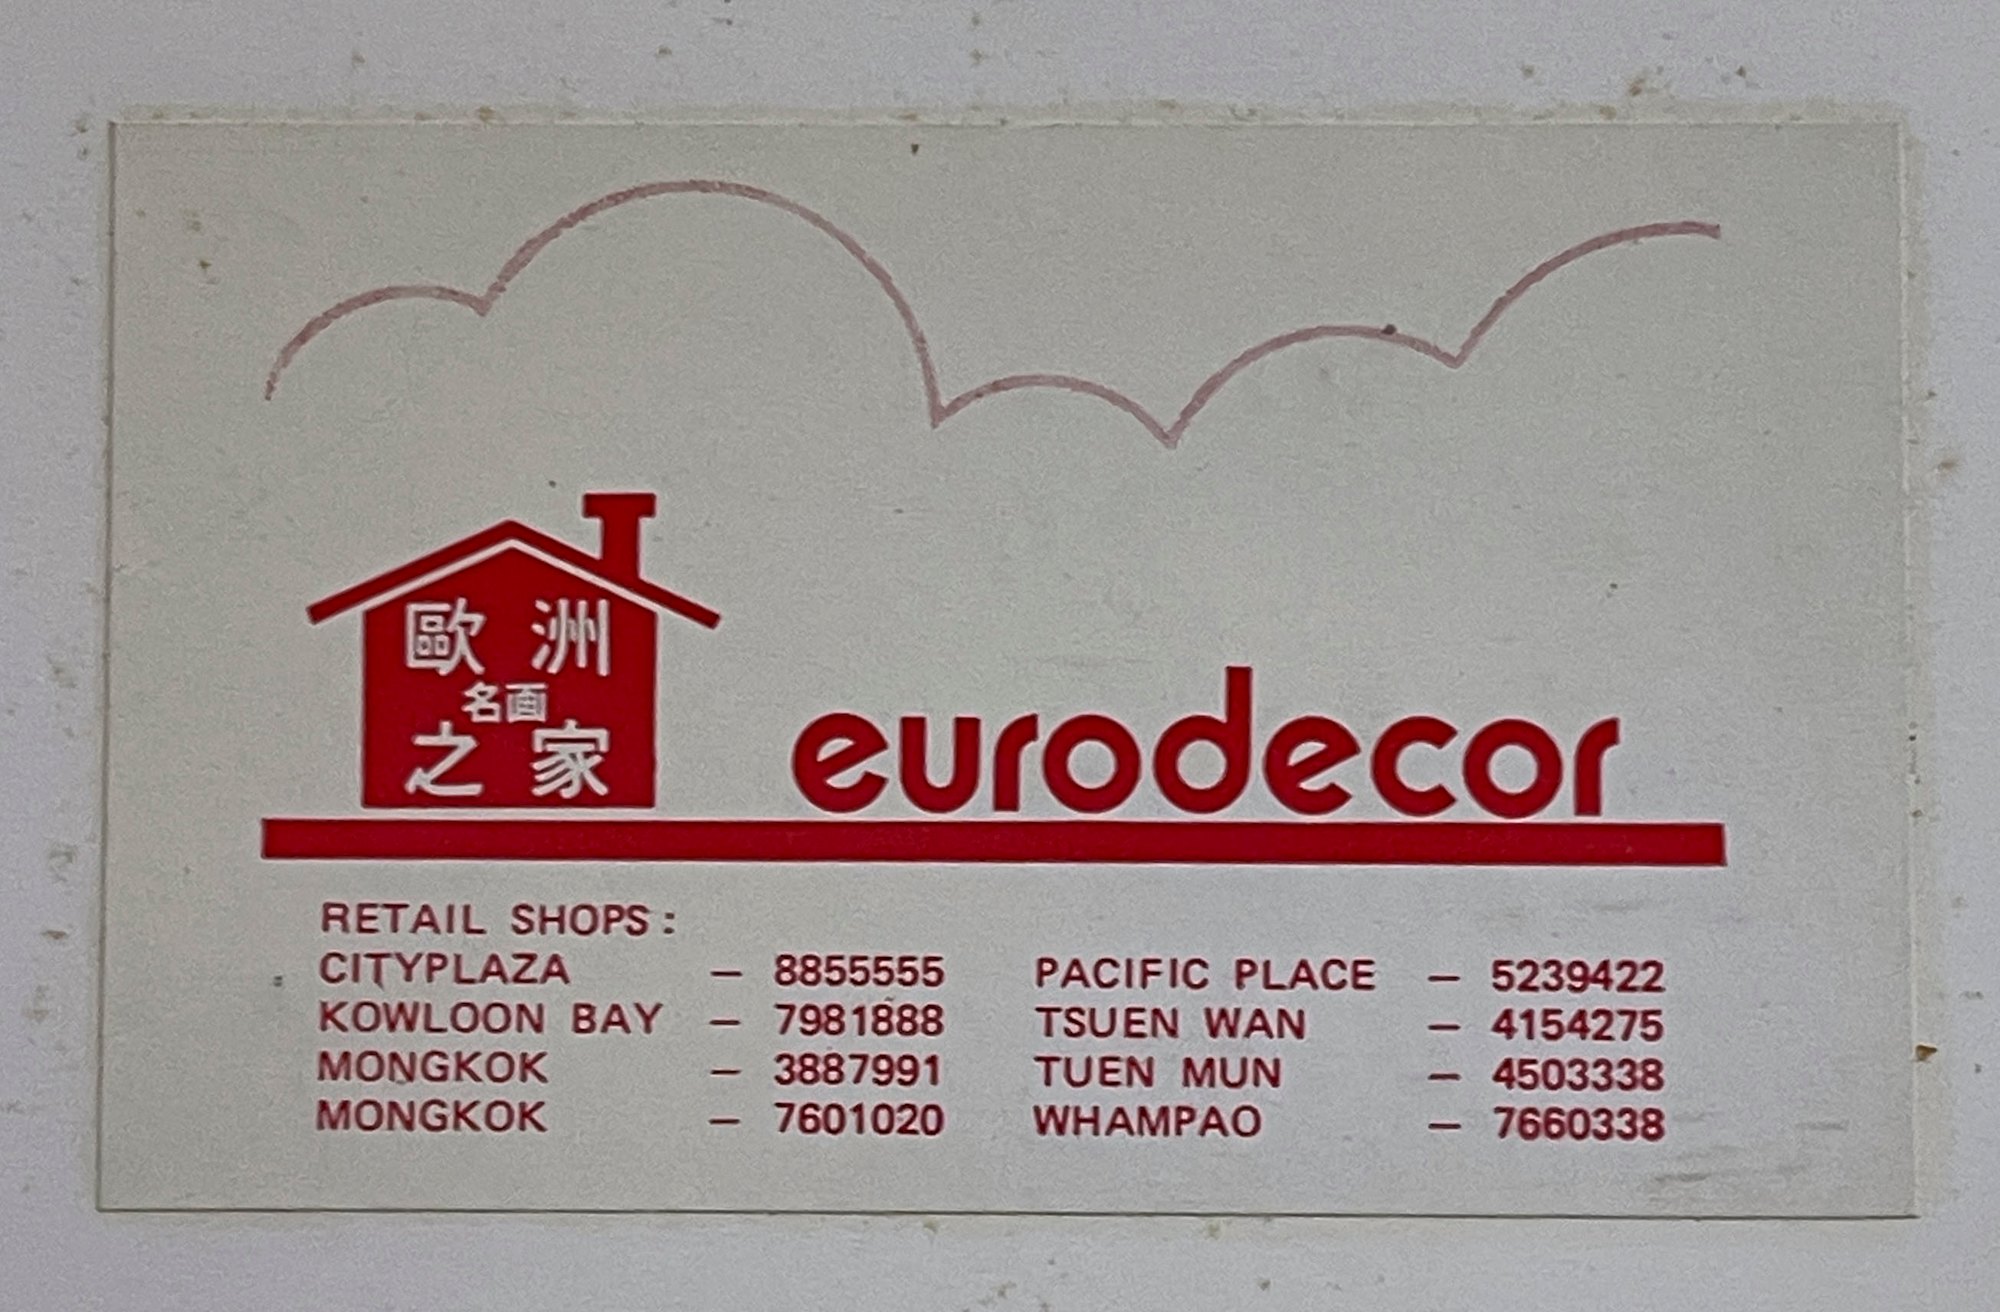 歐洲
名画
之家
eurodecor
RETAIL SHOPS:
CITYPLAZA — 8855555 PACIFIC PLACE — 5239422
KOWLOON BAY — 7981888 TSUEN WAN — 4154275
MONGKOK — 3887991 TUEN MUN — 4503338
MONGKOK — 7601020 WHAMPAO — 7660338